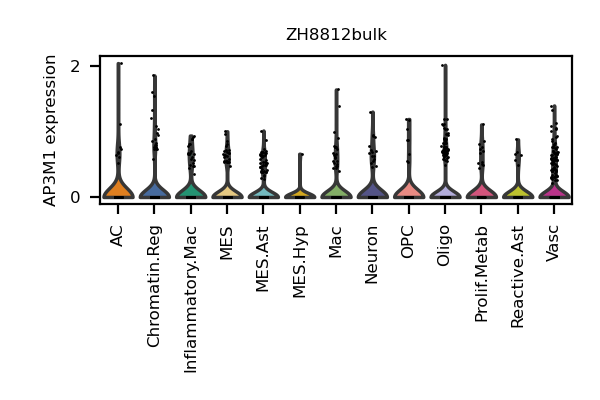 ZH8812bulk
AP3M1 expression
2
0
AC
Chromatin.Reg
Inflammatory.Mac
MES
MES.Ast
MES.Hyp
Mac
Neuron
OPC
Oligo
Prolif.Metab
Reactive.Ast
Vasc